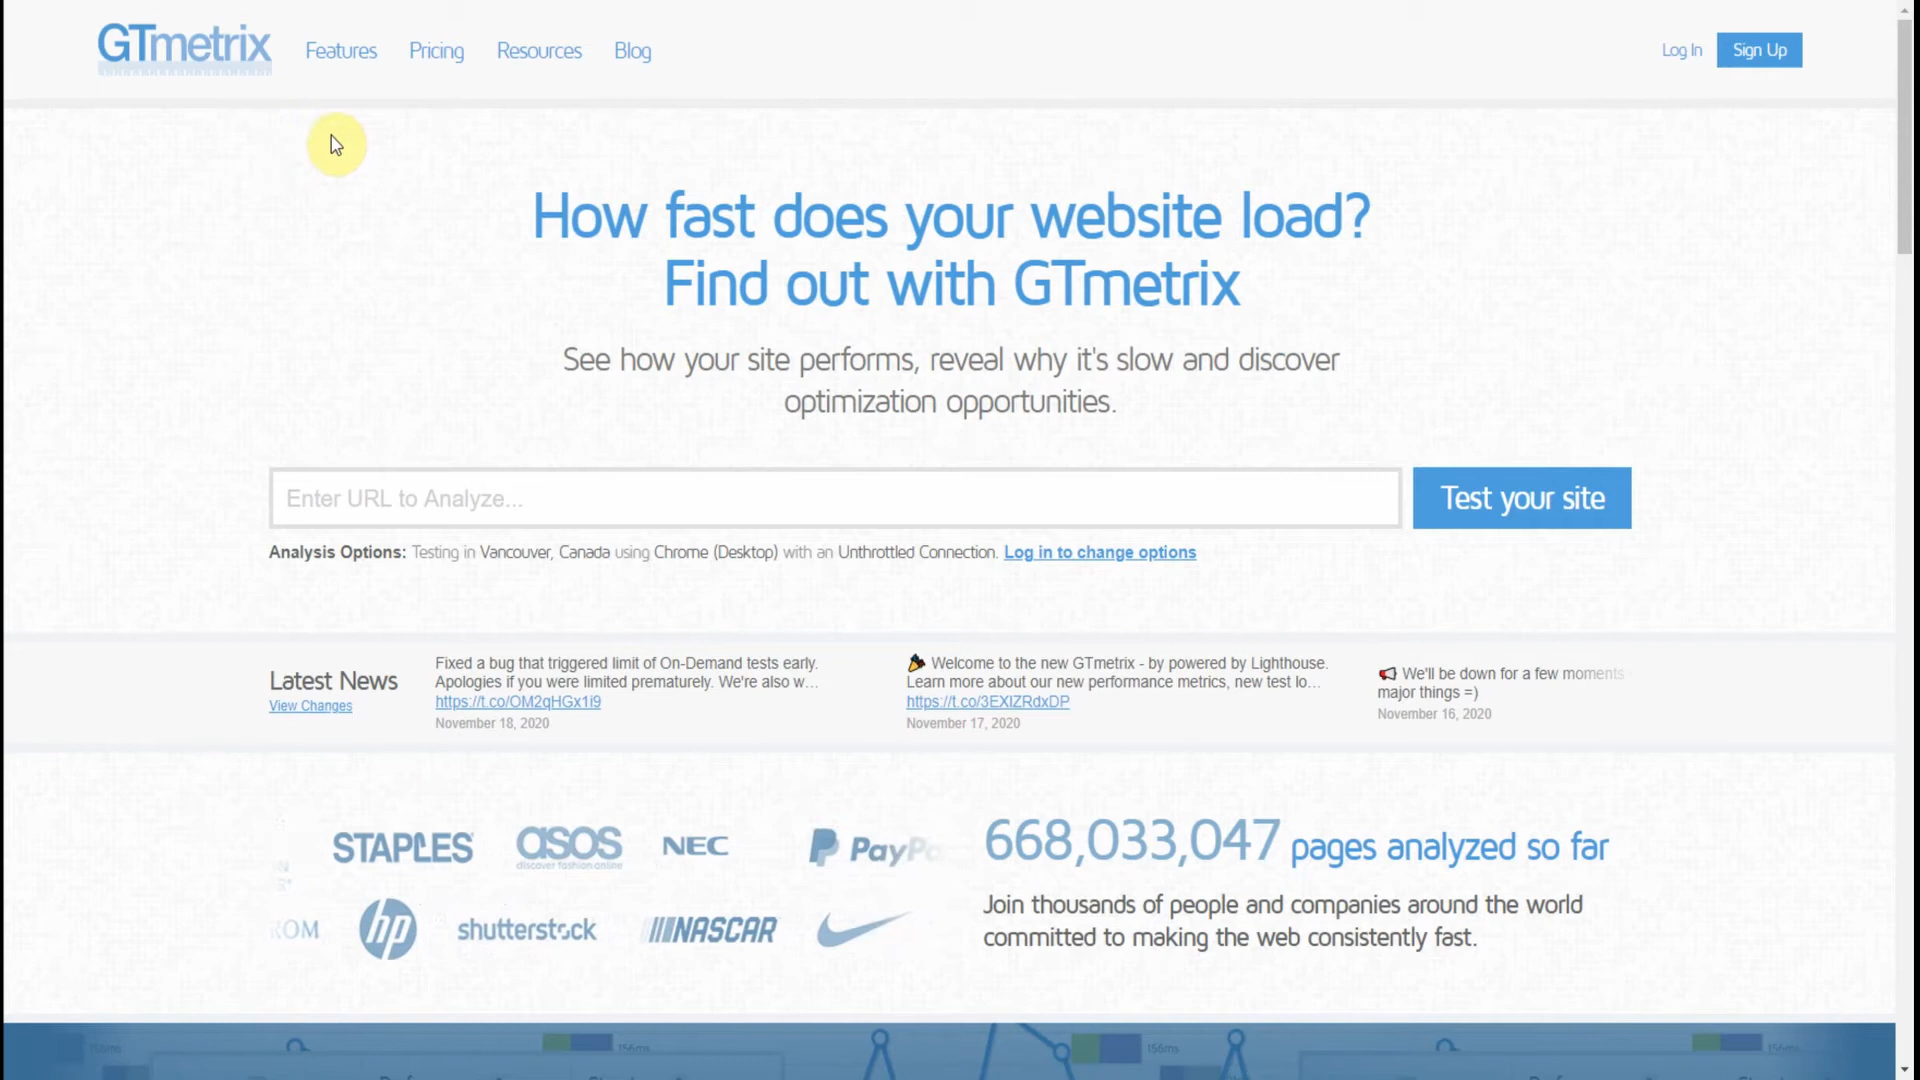 GTmetrix
Features
Pricing
Resources
Blog
Log In
Sign Up
How fast does your website load?
Find out with GTmetrix
See how your site performs, reveal why it's slow and discover
optimization opportunities.
Enter URL to Analyze...
Test your site
Analysis Options: Testing in Vancouver, Canada using Chrome (Desktop) with an Unthrottled Connection. Log in to change options
Latest News
View Changes
Fixed a bug that triggered limit of On-Demand tests early.
Apologies if you were limited prematurely. We're also w...
https://t.co/OM2qHGx1i9
November 18, 2020
Welcome to the new GTmetrix - by powered by Lighthouse.
Learn more about our new performance metrics, new test lo...
https://t.co/3EXIZRdxDP
November 17, 2020
We'll be down for a few moments
major things =)
November 16, 2020
STAPLES
asos
discover fashion online
NEC
PayPa
hp
shutterstock
NASCAR
668,033,047 pages analyzed so far
Join thousands of people and companies around the world
committed to making the web consistently fast.
156ms
156ms
156ms
156ms